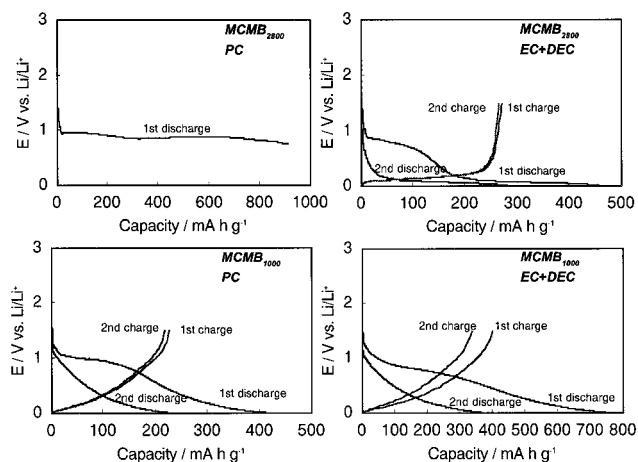 MCMB2800
PC
E / V vs. Li/Li+
3
2
1
0
1st discharge
0 200 400 600 800 1000
Capacity / mA h g-1
MCMB2800
EC+DEC
E / V vs. Li/Li+
3
2
1
0
2nd charge 1st charge
2nd discharge 1st discharge
0 100 200 300 400 500
Capacity / mA h g-1
MCMB1000
PC
E / V vs. Li/Li+
3
2
1
0
2nd charge 1st charge
1st discharge
2nd discharge
0 100 200 300 400 500
Capacity / mA h g-1
MCMB1000
EC+DEC
E / V vs. Li/Li+
3
2
1
0
2nd charge 1st charge
1st discharge
2nd discharge
0 100 200 300 400 500 600 700 800
Capacity / mA h g-1